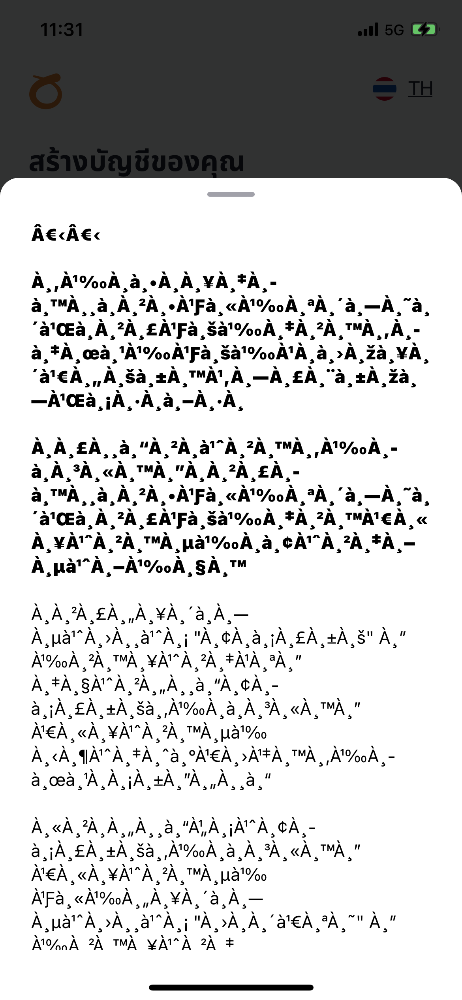 11:31
5G
TH
สร้างบัญชีของคุณ
Â€‹Â€‹
À¸‚À¹‰À¸­à¸•À¸À¸¥À¸‡À¸-
à¸™À¸¸à¸À¸²À¸•À¹ƒà¸«À¹‰À¸ªÀ¸´à¸—À¸˜à¸
´à¹Œà¸À¸²À¸£À¹ƒà¸šà¹‰À¸‡À¸²À¸™À¸‚À¸-
à¸‡À¸œà¸¹À¹‰À¹ƒà¸šà¹‰À¹À¸à¸›À¸žà¸¥À¸
´à¹€À¸„À¸šà¸±À¸™À¹‚À¸—À¸£À¸¨à¸±À¸žà¸
—À¹Œà¸¡À¸·À¸à¸–À¸·À¸
À¸À¸£À¸¸à¸“À¸²À¸à¹ˆÀ¸²À¸™À¸‚À¹‰À¸-
à¸À¸³À¸«À¸™À¸”À¸À¸²À¸£À¸-
à¸™À¸¸à¸À¸²À¸•À¹ƒà¸«À¹‰À¸ªÀ¸´à¸—À¸˜à¸
´à¹Œà¸À¸²À¸£À¹ƒà¸šà¹‰À¸‡À¸²À¸™À¹€À¸«
À¸¥À¹ˆÀ¸²À¸™À¸µà¹‰À¸à¸¢À¹ˆÀ¸²À¸‡À¸–
À¸µà¹ˆÀ¸–À¹‰À¸§À¸™
À¸À¸²À¸£À¸„À¸¥À¸´à¸À¸—
À¸µà¹ˆÀ¸›À¸¸à¹ˆÀ¸¡ "À¸¢À¸à¸¡À¸£À¸±À¸š" À¸”
À¹‰À¸²À¸™À¸¥À¹ˆÀ¸²À¸‡À¹À¸ªÀ¸”
À¸‡À¸§À¹ˆÀ¸²À¸„À¸¸à¸“À¸¢À¸-
à¸¡À¸£À¸±À¸šà¸‚À¹‰À¸à¸À¸³À¸«À¸™À¸”
À¹€À¸«À¸¥À¹ˆÀ¸²À¸™À¸µà¹‰
À¸‹À¸¶À¹ˆÀ¸‡À¸ˆà¸°À¹€À¸›À¹‡À¸™À¸‚À¹‰À¸-
à¸œà¸¹À¸À¸¡À¸±À¸”À¸„À¸¸à¸“
À¸«À¸²À¸À¸„À¸¸à¸“À¹„À¸¡À¹ˆÀ¸¢À¸-
à¸¡À¸£À¸±À¸šà¸‚À¹‰À¸à¸À¸³À¸«À¸™À¸”
À¹€À¸«À¸¥À¹ˆÀ¸²À¸™À¸µà¹‰
À¹ƒà¸«À¹‰À¸„À¸¥À¸´à¸À¸—
À¸µà¹ˆÀ¸›À¸¸à¹ˆÀ¸¡ "À¸›À¸À¸´à¹€À¸ªÀ¸˜" À¸”
À¹‰À¸²À¸™À¸¥À¹ˆÀ¸²À¸‡